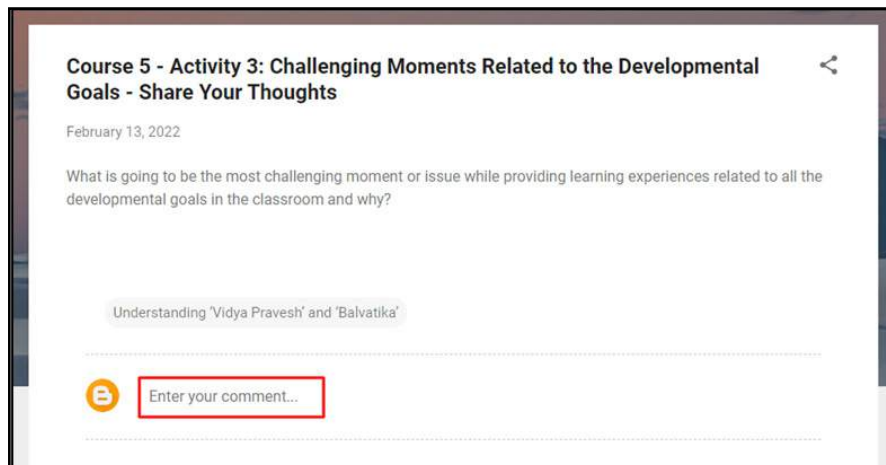 Course 5 - Activity 3: Challenging Moments Related to the Developmental
Goals - Share Your Thoughts
February 13, 2022
What is going to be the most challenging moment or issue while providing learning experiences related to all the
developmental goals in the classroom and why?
Understanding 'Vidya Pravesh' and 'Balvatika'
Enter your comment...